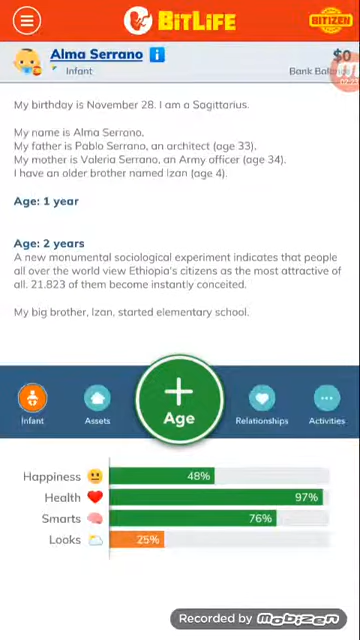 BitLife
BITIZEN
Alma Serrano
$0
Infant
Bank Balance
My birthday is November 28. I am a Sagittarius.
My name is Alma Serrano.
My father is Pablo Serrano, an architect (age 33).
My mother is Valeria Serrano, an Army officer (age 34).
I have an older brother named Izan (age 4).
Age: 1 year
Age: 2 years
A new monumental sociological experiment indicates that people
all over the world view Ethiopia's citizens as the most attractive of
all. 21.823 of them become instantly conceited.
My big brother, Izan, started elementary school.
Infant
Assets
Age
Relationships
Activities
Happiness 48%
Health 97%
Smarts 76%
Looks 25%
Recorded by Mobizen